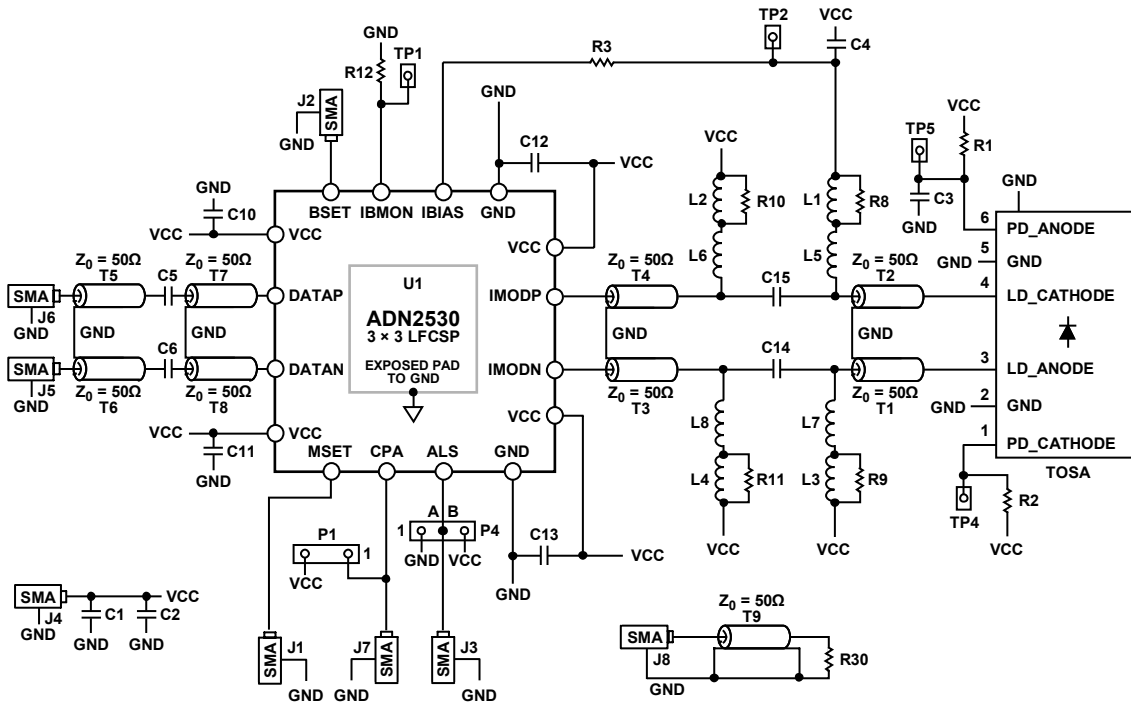 TP2
VCC
C4
R3
GND
R12
TP1
J2
SMA
GND
GND
C12
VCC
VCC
L2
R10
L6
L1
R8
L5
TP5
VCC
R1
C3
GND
GND
BSET
IBMON
IBIAS
GND
GND
C10
VCC
VCC
VCC
6
PD_ANODE
5
GND
GND
4
LD_CATHODE
3
LD_ANODE
2
GND
GND
1
PD_CATHODE
TOSA
Z0 = 50Ω
T5
C5
Z0 = 50Ω
T7
SMA
J6
GND
DATAP
GND
GND
C6
SMA
J5
GND
Z0 = 50Ω
T6
Z0 = 50Ω
T8
DATAN
U1
ADN2530
3 × 3 LFCSP
EXPOSED PAD
TO GND
IMODP
IMODN
Z0 = 50Ω
T4
C15
Z0 = 50Ω
T2
GND
GND
C14
Z0 = 50Ω
T3
Z0 = 50Ω
T1
VCC
VCC
C11
GND
VCC
MSET
CPA
ALS
GND
L8
L4
R11
VCC
L7
L3
R9
VCC
TP4
R2
VCC
P1
1
VCC
A
B
1
P4
GND
VCC
C13
VCC
GND
SMA
J4
GND
C1
C2
VCC
GND
GND
SMA
J1
GND
J7
SMA
GND
SMA
J3
GND
SMA
J8
GND
Z0 = 50Ω
T9
R30